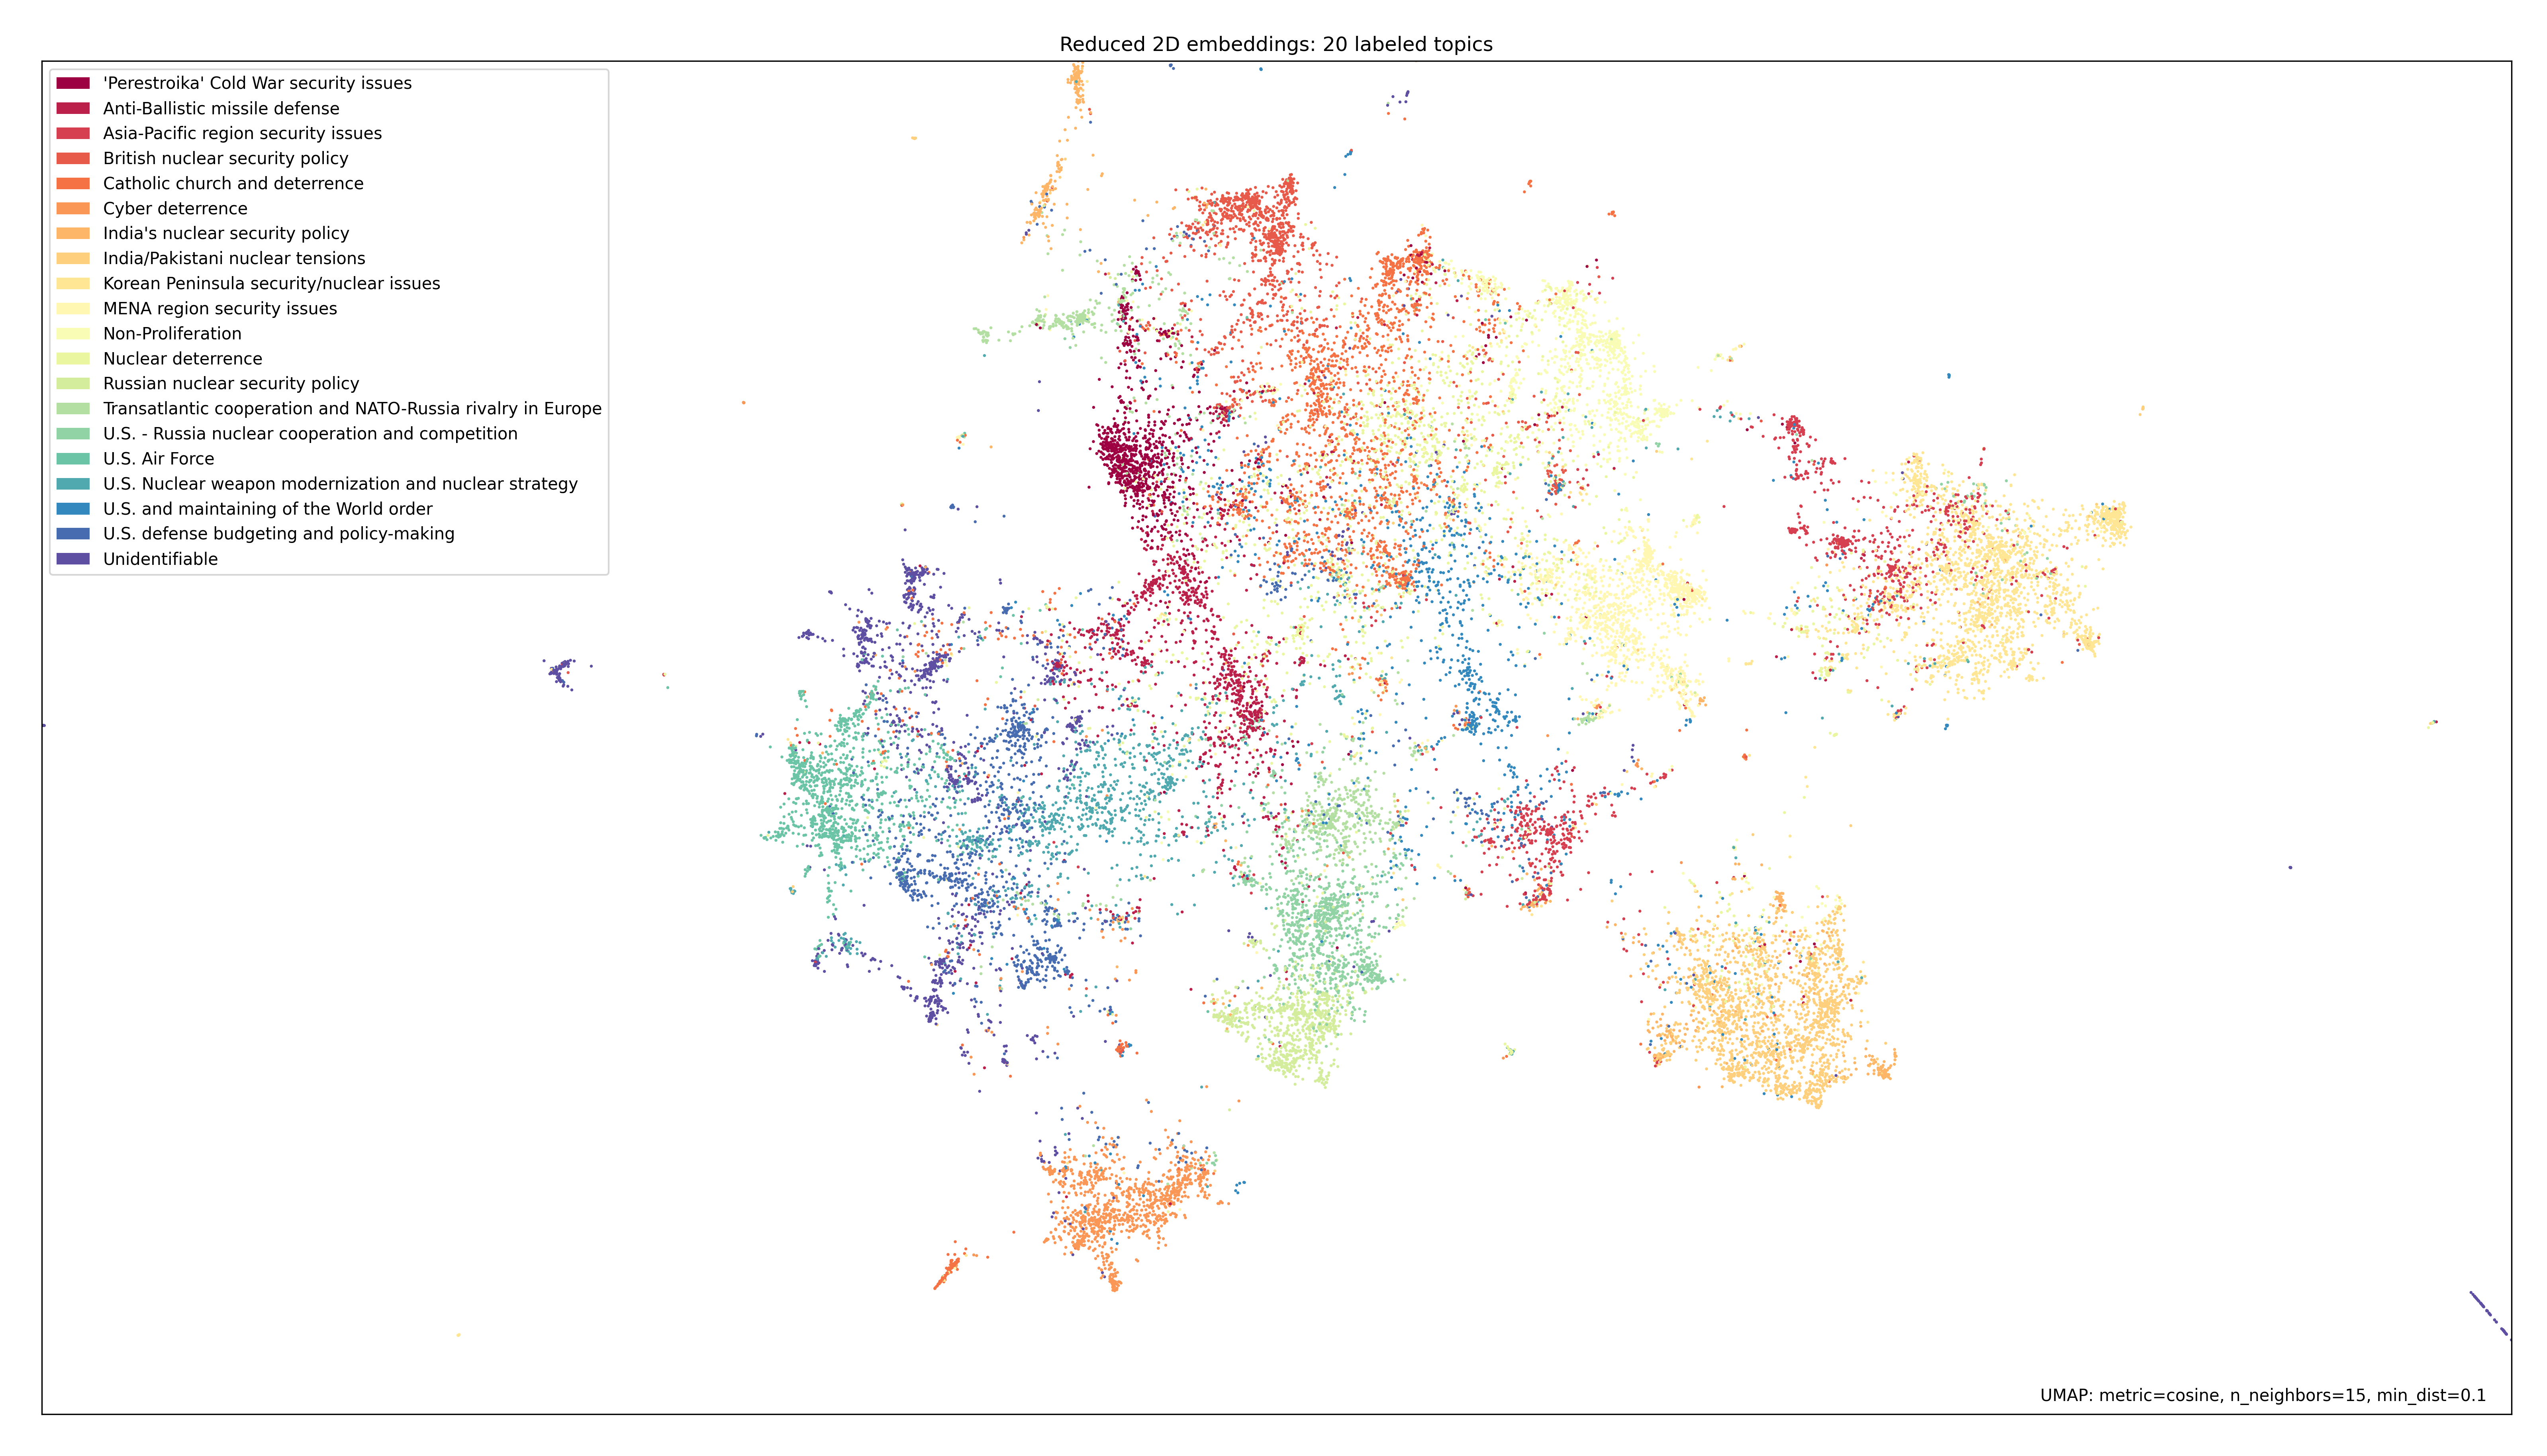 Reduced 2D embeddings: 20 labeled topics
'Perestroika' Cold War security issues
Anti-Ballistic missile defense
Asia-Pacific region security issues
British nuclear security policy
Catholic church and deterrence
Cyber deterrence
India's nuclear security policy
India/Pakistani nuclear tensions
Korean Peninsula security/nuclear issues
MENA region security issues
Non-Proliferation
Nuclear deterrence
Russian nuclear security policy
Transatlantic cooperation and NATO-Russia rivalry in Europe
U.S. - Russia nuclear cooperation and competition
U.S. Air Force
U.S. Nuclear weapon modernization and nuclear strategy
U.S. and maintaining of the World order
U.S. defense budgeting and policy-making
Unidentifiable
UMAP: metric=cosine, n_neighbors=15, min_dist=0.1